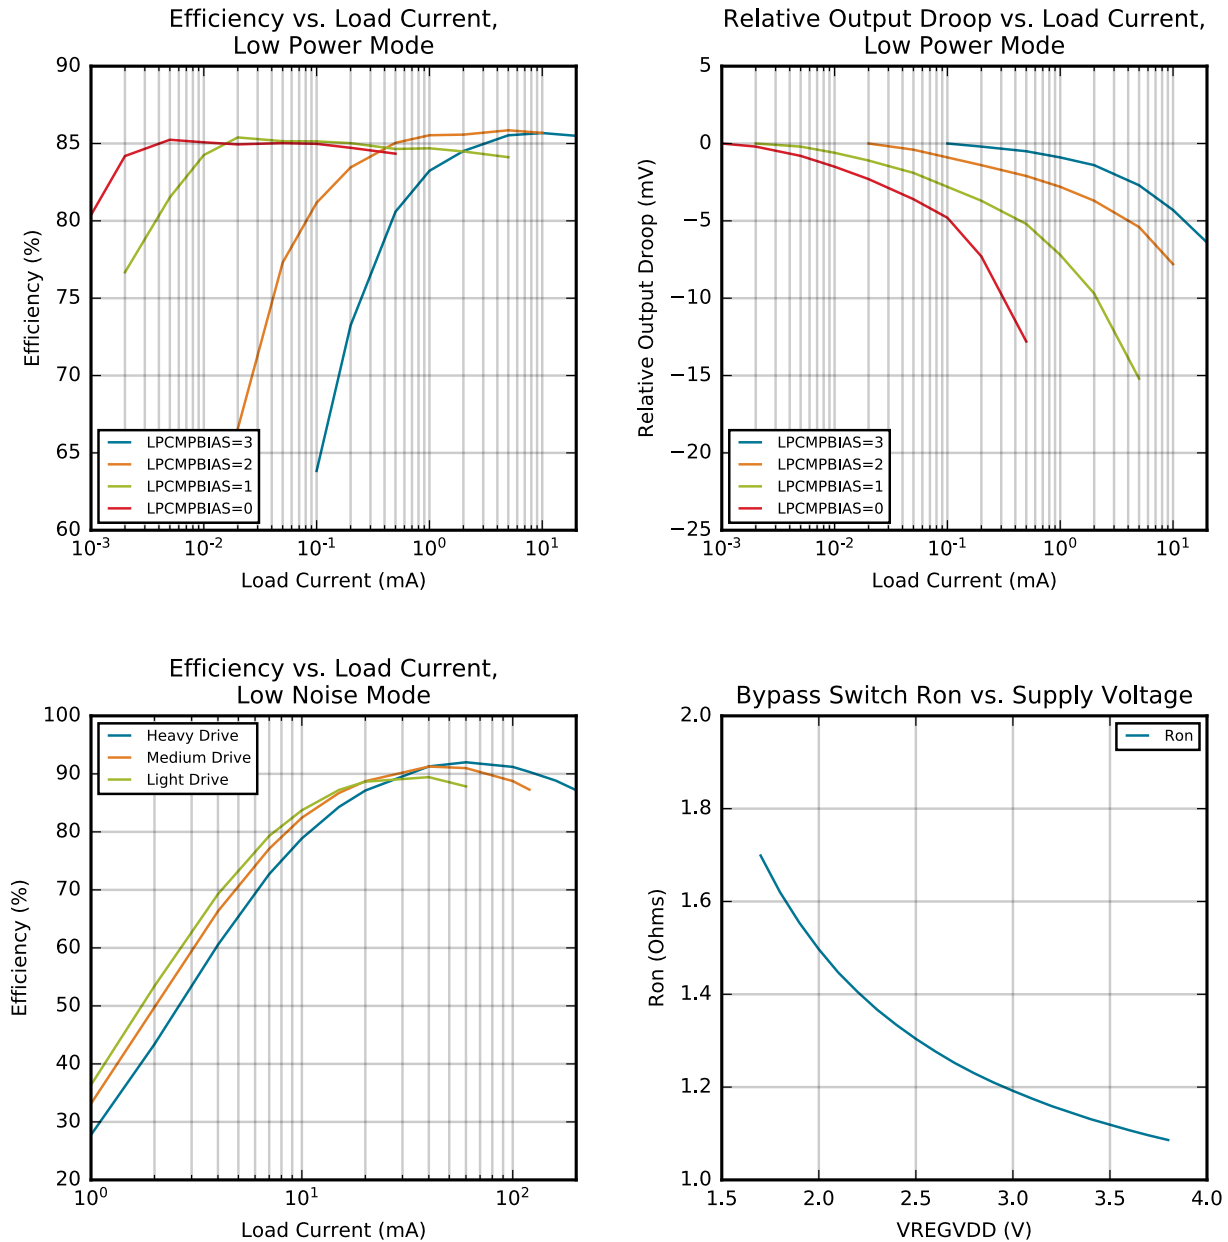 Efficiency vs. Load Current,
Low Power Mode
90
85
80
75
70
65
60
Efficiency (%)
LPCMPBIAS=3
LPCMPBIAS=2
LPCMPBIAS=1
LPCMPBIAS=0
10⁻³ 10⁻² 10⁻¹ 10⁰ 10¹
Load Current (mA)
Relative Output Droop vs. Load Current,
Low Power Mode
5
0
−5
−10
−15
−20
−25
Relative Output Droop (mV)
LPCMPBIAS=3
LPCMPBIAS=2
LPCMPBIAS=1
LPCMPBIAS=0
10⁻³ 10⁻² 10⁻¹ 10⁰ 10¹
Load Current (mA)
Efficiency vs. Load Current,
Low Noise Mode
100
90
80
70
60
50
40
30
20
Efficiency (%)
Heavy Drive
Medium Drive
Light Drive
10⁰ 10¹ 10²
Load Current (mA)
Bypass Switch Ron vs. Supply Voltage
2.0
1.8
1.6
1.4
1.2
1.0
Ron (Ohms)
Ron
1.5 2.0 2.5 3.0 3.5 4.0
VREGVDD (V)